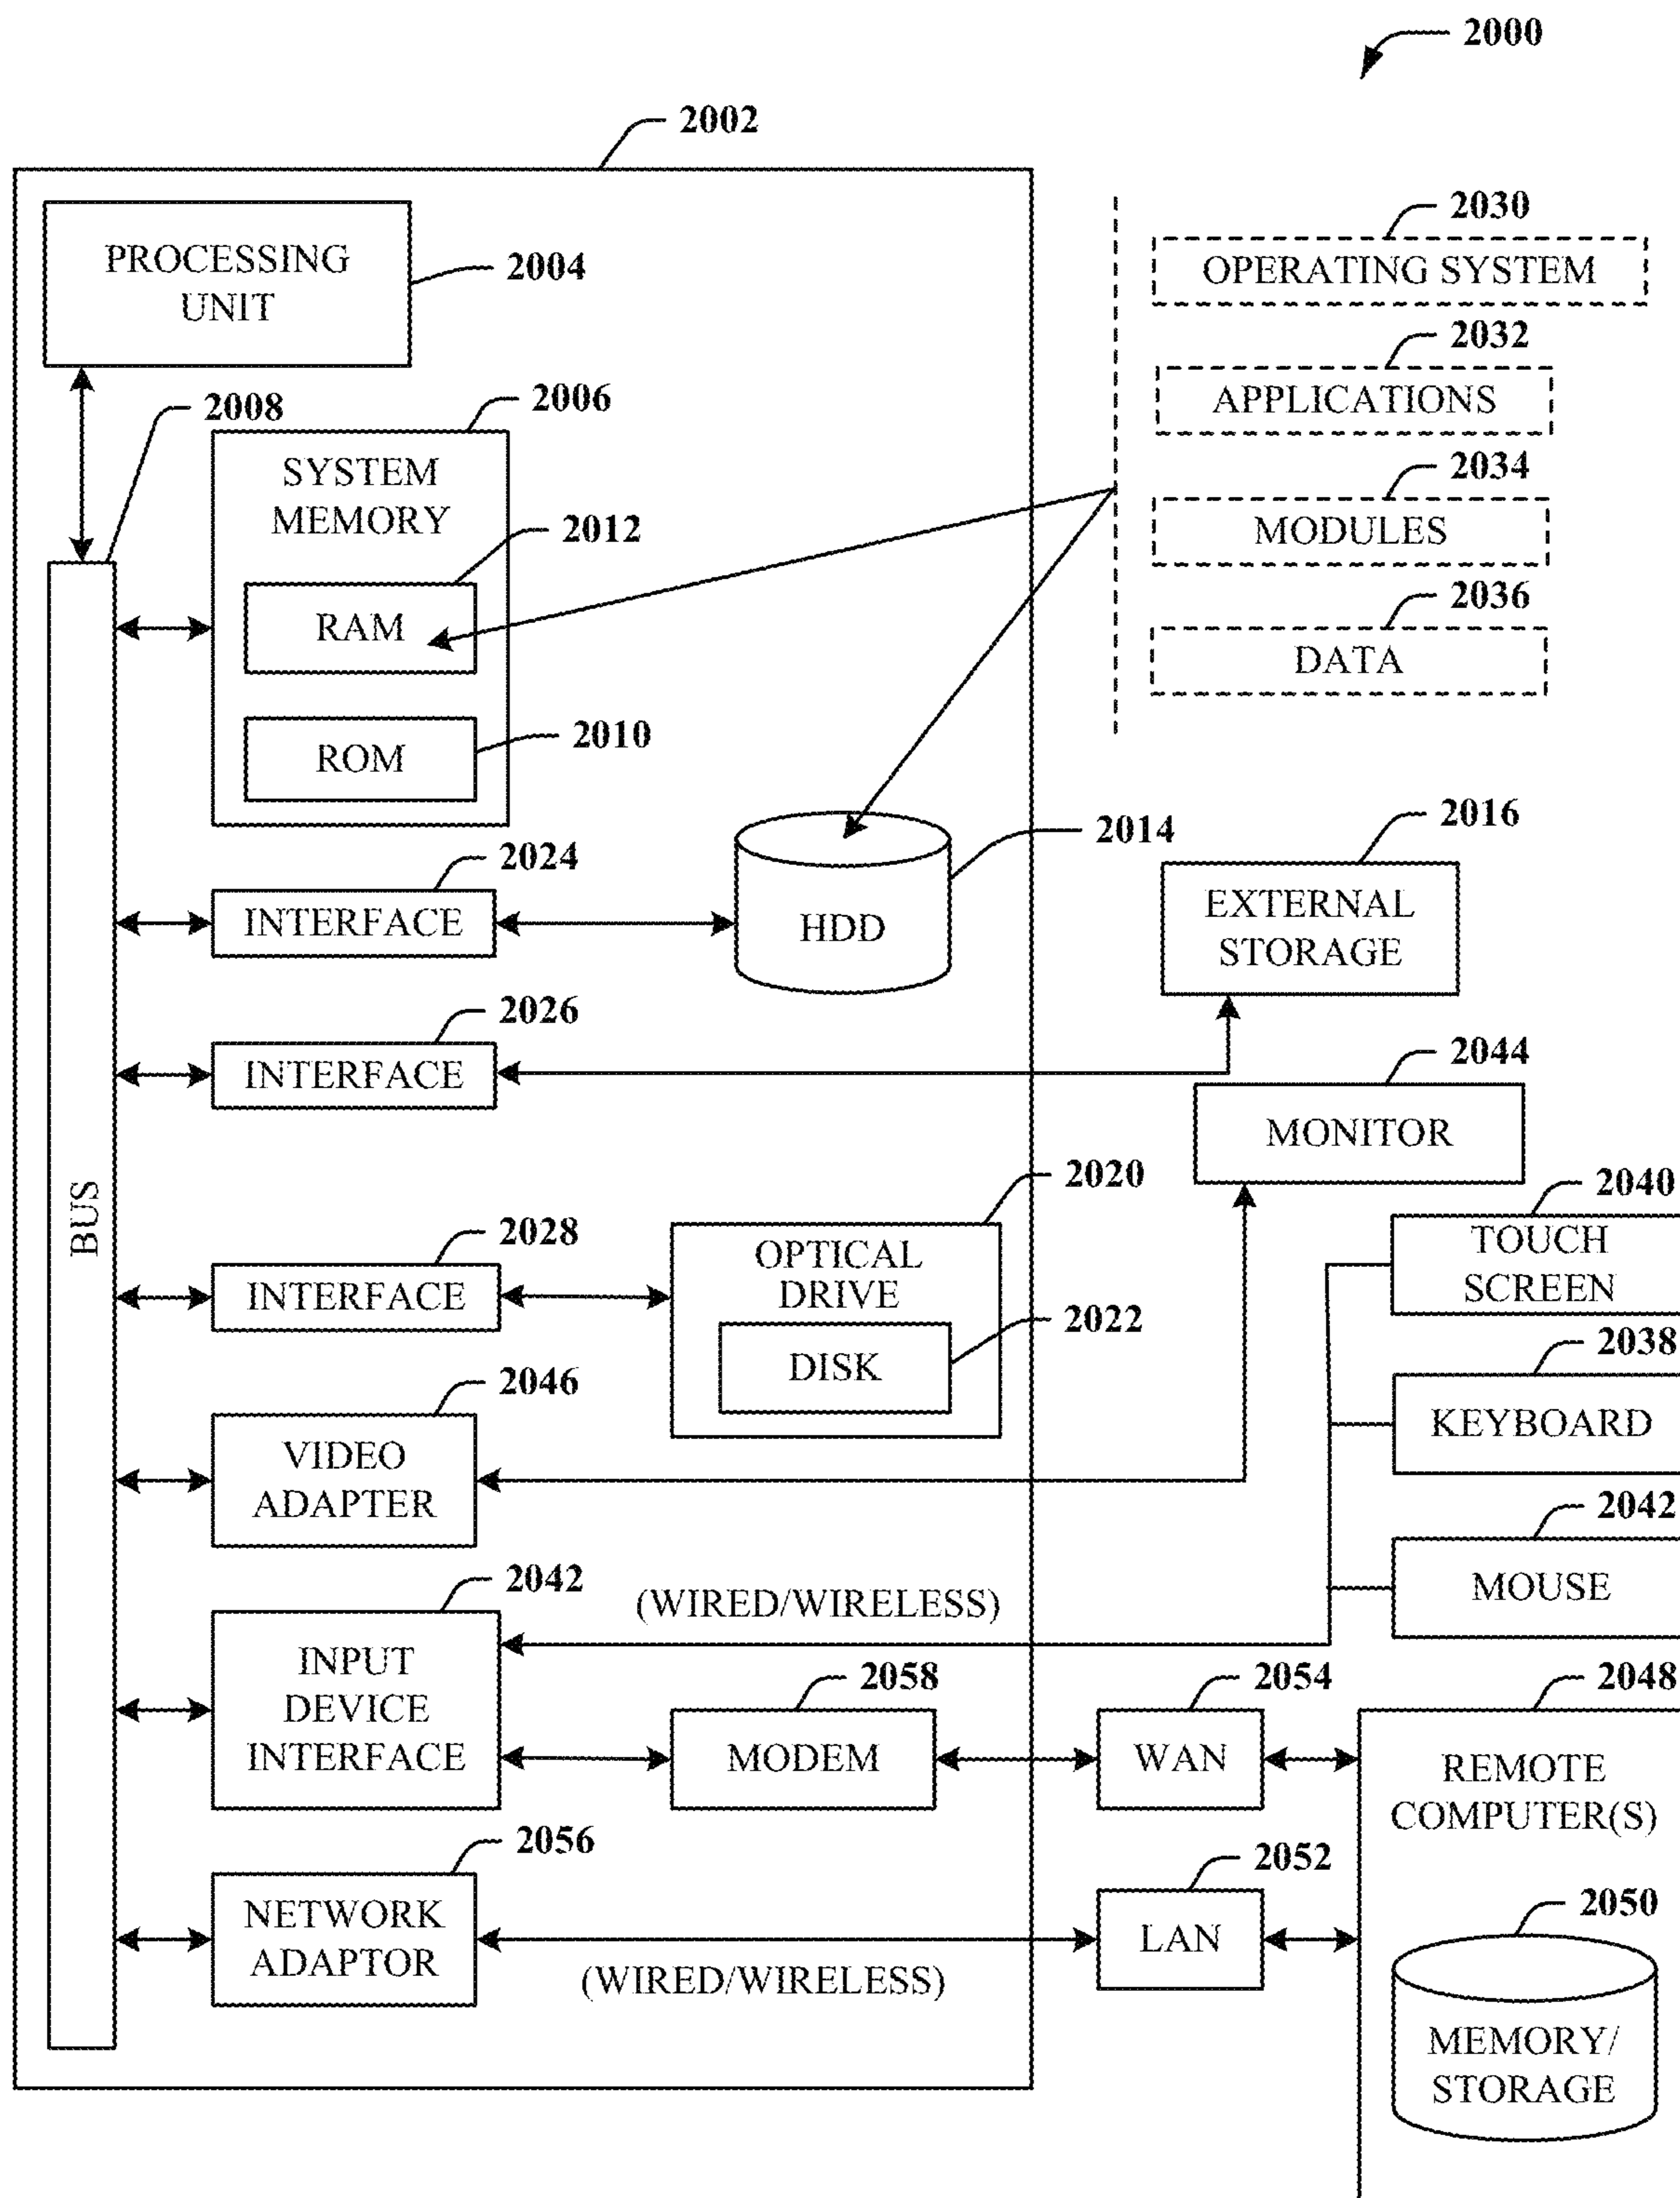 2000
2002
PROCESSING
UNIT
2004
2008
2006
SYSTEM
MEMORY
2012
RAM
2010
ROM
2030
OPERATING SYSTEM
2032
APPLICATIONS
2034
MODULES
2036
DATA
BUS
2024
INTERFACE
2014
HDD
2016
EXTERNAL
STORAGE
2026
INTERFACE
2044
MONITOR
2028
INTERFACE
2020
OPTICAL
DRIVE
2022
DISK
2040
TOUCH
SCREEN
2038
KEYBOARD
2042
MOUSE
2046
VIDEO
ADAPTER
2042
INPUT
DEVICE
INTERFACE
(WIRED/WIRELESS)
2058
MODEM
2054
WAN
2048
REMOTE
COMPUTER(S)
2056
NETWORK
ADAPTOR
(WIRED/WIRELESS)
2052
LAN
2050
MEMORY/
STORAGE